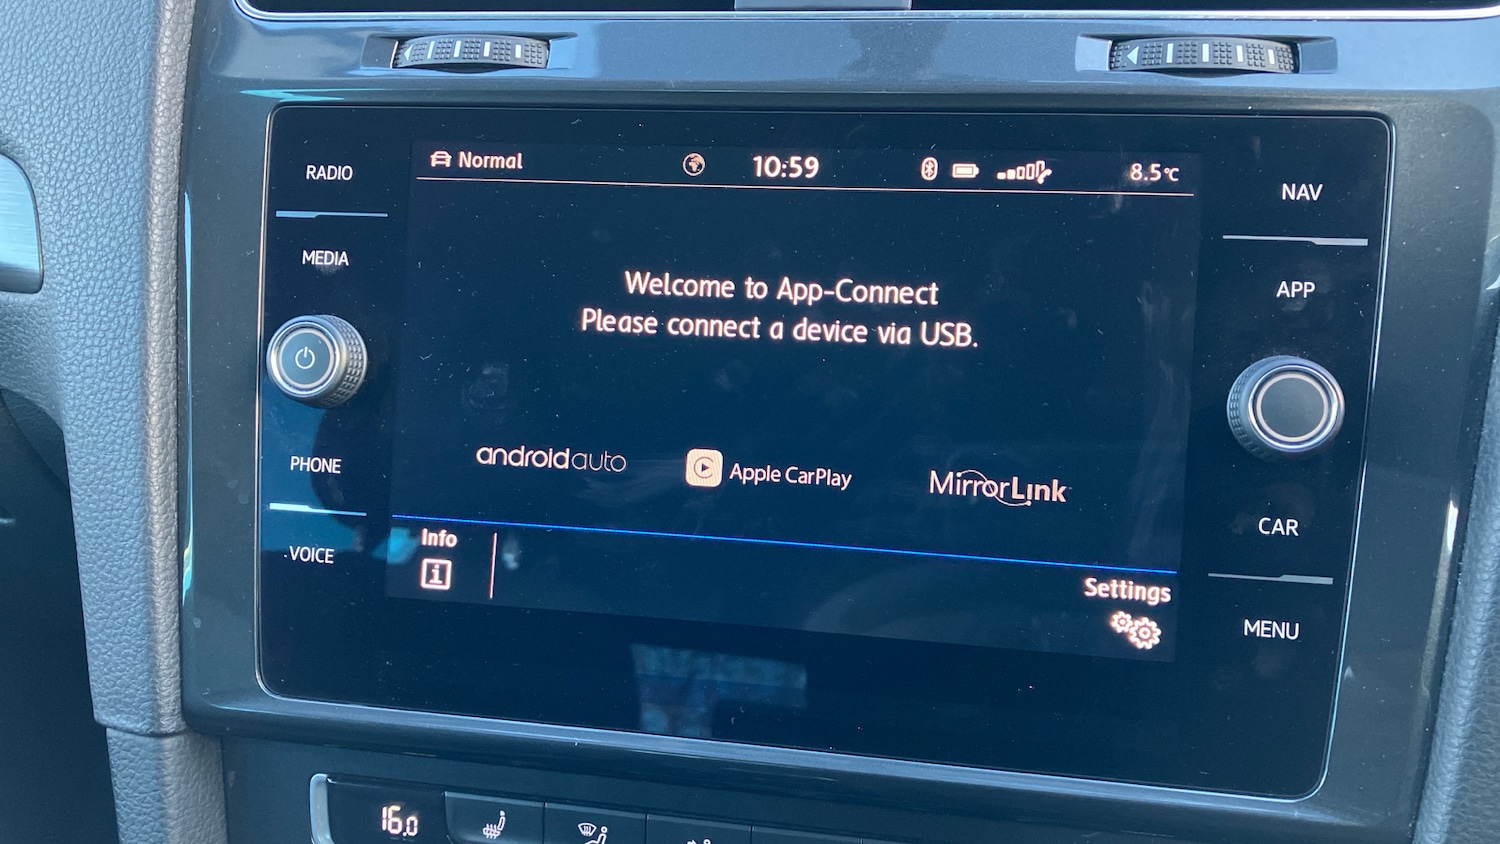 RADIO
MEDIA
PHONE
VOICE
Normal
10:59
8.5°C
Welcome to App-Connect
Please connect a device via USB.
androidauto
Apple CarPlay
MirrorLink
Info
i
Settings
NAV
APP
CAR
MENU
16.0